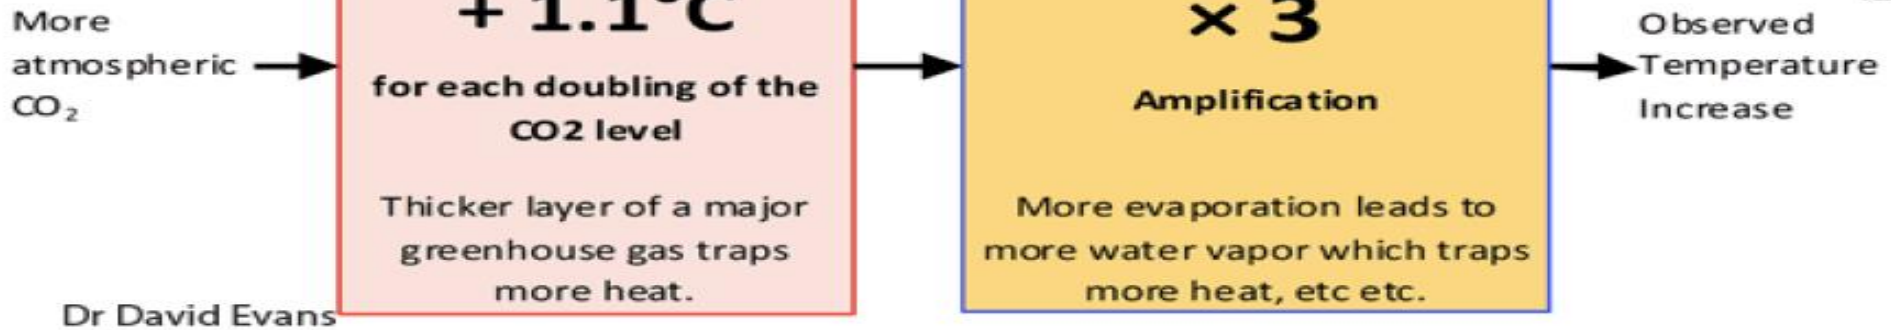 More
atmospheric
CO₂
+ 1.1°C
for each doubling of the
CO2 level
Thicker layer of a major
greenhouse gas traps
more heat.
× 3
Amplification
More evaporation leads to
more water vapor which traps
more heat, etc etc.
Observed
Temperature
Increase
Dr David Evans